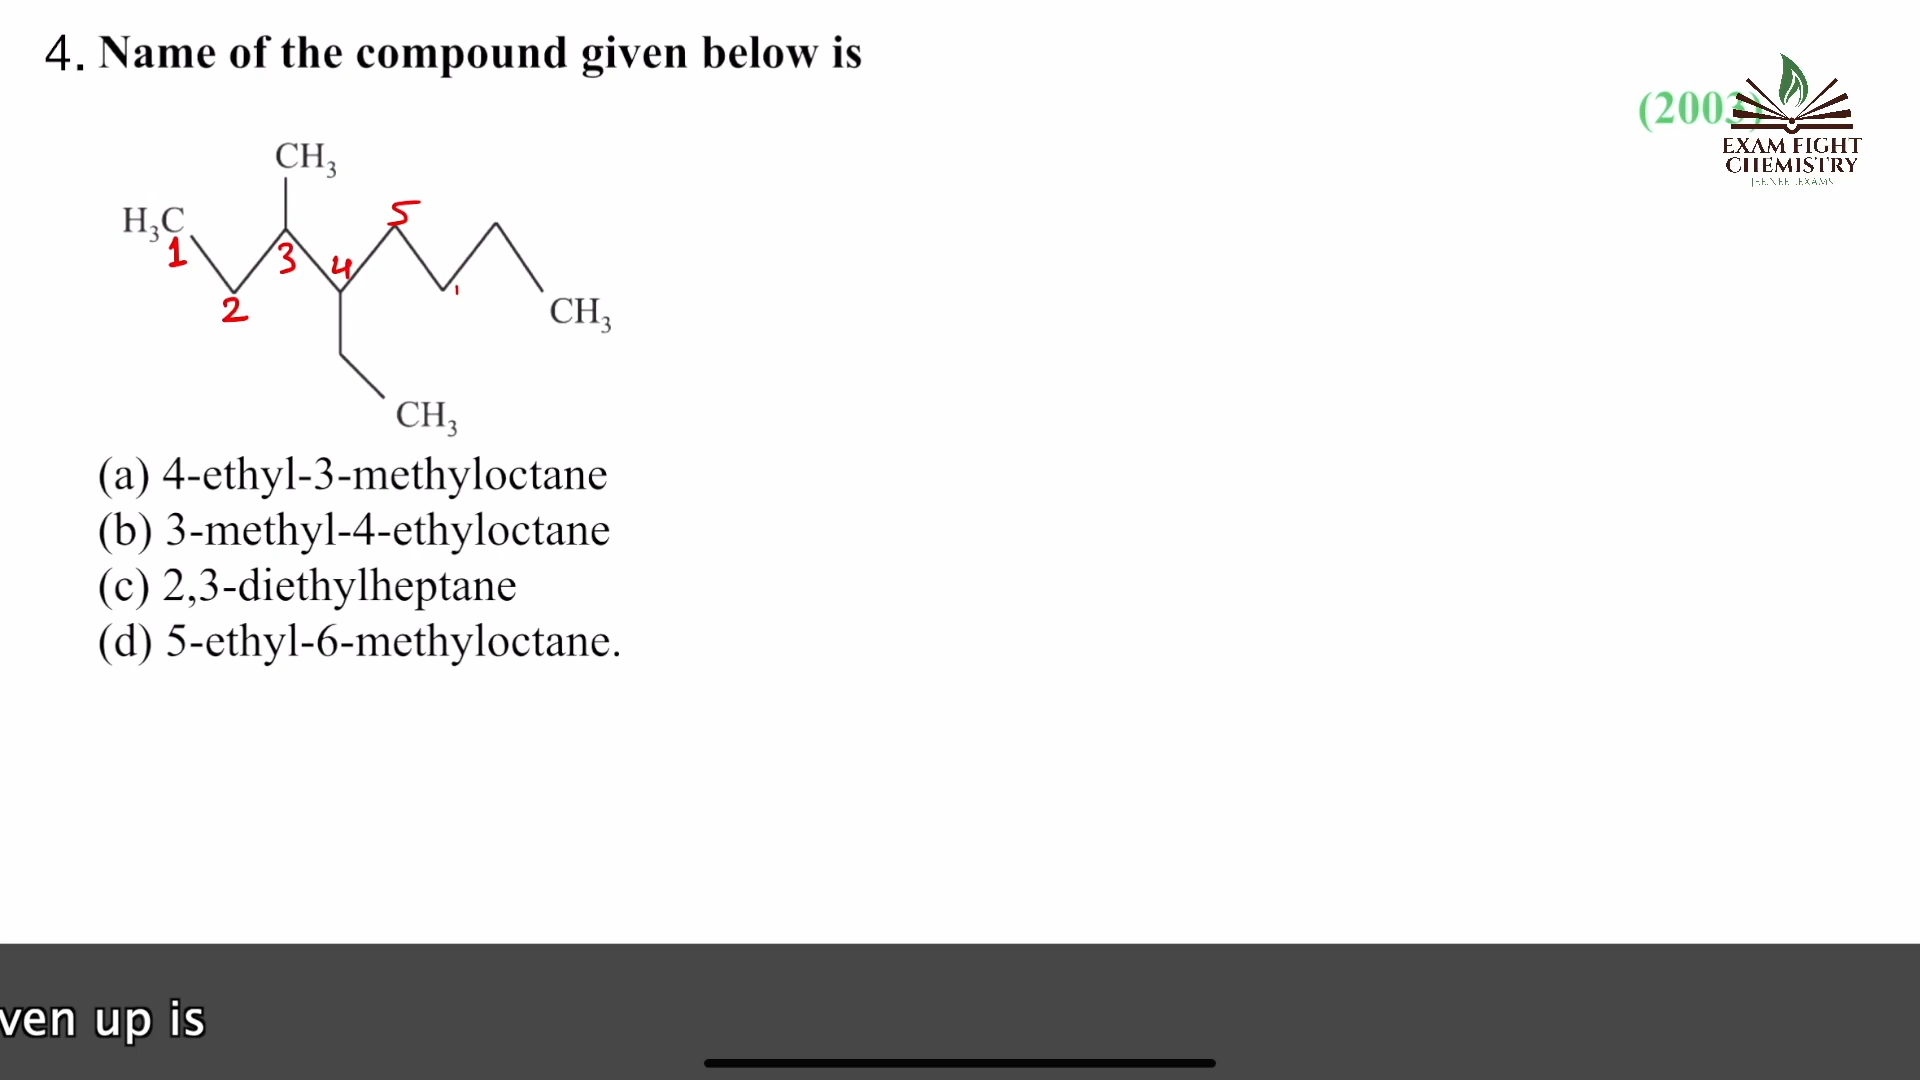 4. Name of the compound given below is
(2003)
EXAM FIGHT
CHEMISTRY
CH3
H3C
5
1
3
4
2
CH3
CH3
(a) 4-ethyl-3-methyloctane
(b) 3-methyl-4-ethyloctane
(c) 2,3-diethylheptane
(d) 5-ethyl-6-methyloctane.
ven up is